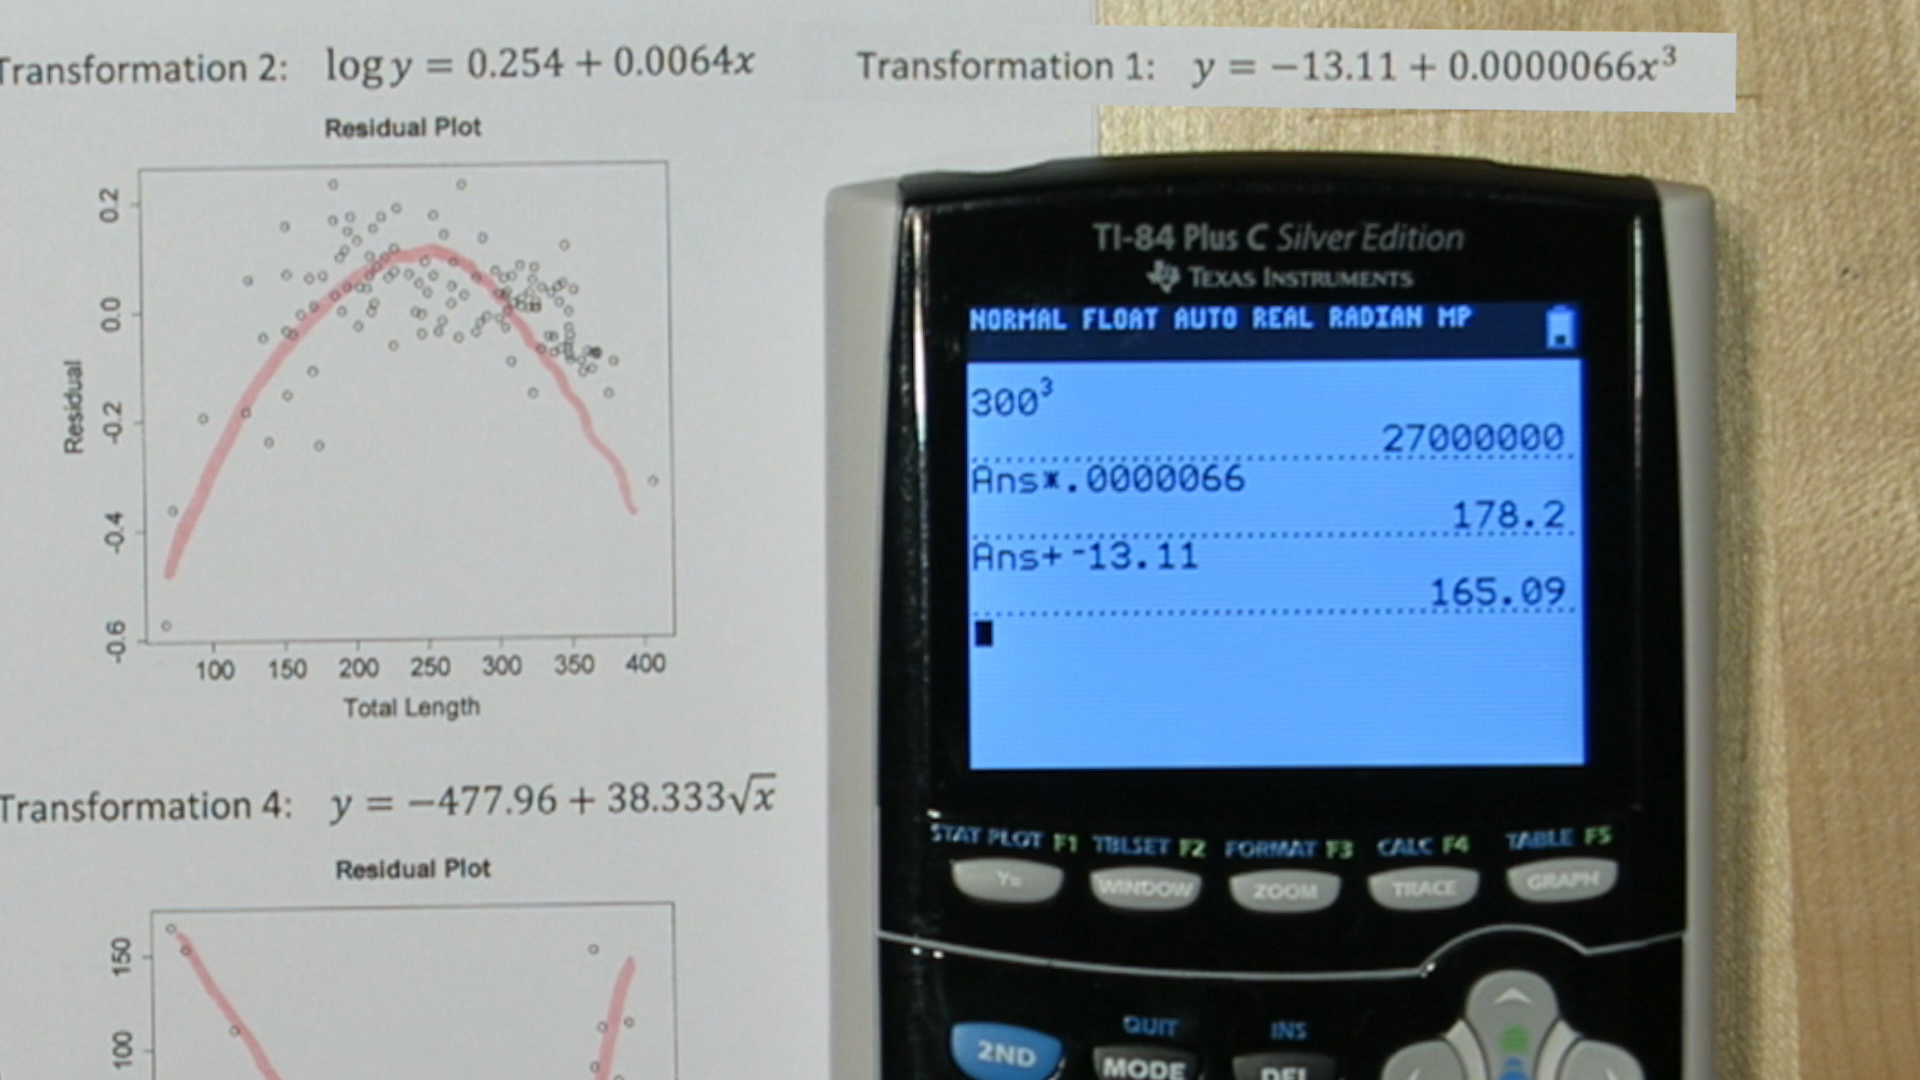 Transformation 2: log y = 0.254 + 0.0064x
Transformation 1: y = −13.11 + 0.0000066x³
Residual Plot
0.2
0.0
-0.2
-0.4
-0.6
Residual
100 150 200 250 300 350 400
Total Length
Transformation 4: y = −477.96 + 38.333√x
Residual Plot
150
100
TI-84 Plus C Silver Edition
TEXAS INSTRUMENTS
NORMAL FLOAT AUTO REAL RADIAN MP
300³
27000000
Ans*.0000066
178.2
Ans+-13.11
165.09
STAT PLOT F1 TBLSET F2 FORMAT F3 CALC F4 TABLE F5
Y= WINDOW ZOOM TRACE GRAPH
QUIT INS
2ND MODE DEL